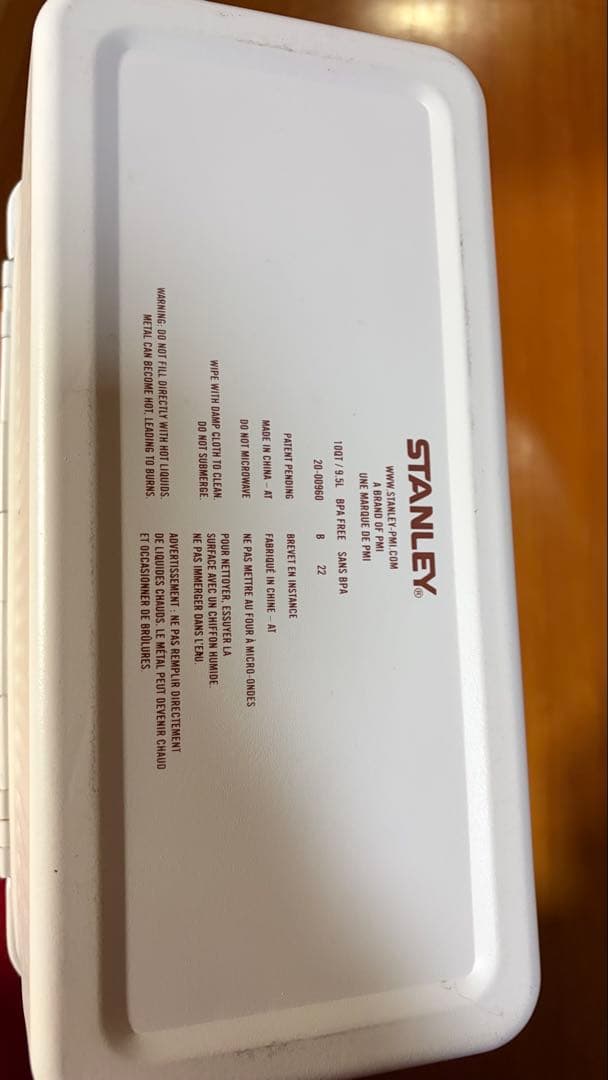 STANLEY®
WWW.STANLEY-PMI.COM
A BRAND OF PMI
UNE MARQUE DE PMI
10QT / 9.5L BPA FREE SANS BPA
20-00960 B 22
PATENT PENDING
MADE IN CHINA – AT
DO NOT MICROWAVE
WIPE WITH DAMP CLOTH TO CLEAN.
DO NOT SUBMERGE.
WARNING: DO NOT FILL DIRECTLY WITH HOT LIQUIDS.
METAL CAN BECOME HOT, LEADING TO BURNS.
BREVET EN INSTANCE
FABRIQUÉ IN CHINE – AT
NE PAS METTRE AU FOUR À MICRO-ONDES
POUR NETTOYER, ESSUYER LA
SURFACE AVEC UN CHIFFON HUMIDE.
NE PAS IMMERGER DANS L'EAU.
ADVERTISSEMENT : NE PAS REMPLIR DIRECTEMENT
DE LIQUIDES CHAUDS. LE METAL PEUT DEVENIR CHAUD
ET OCCASIONNER DE BRÛLURES.